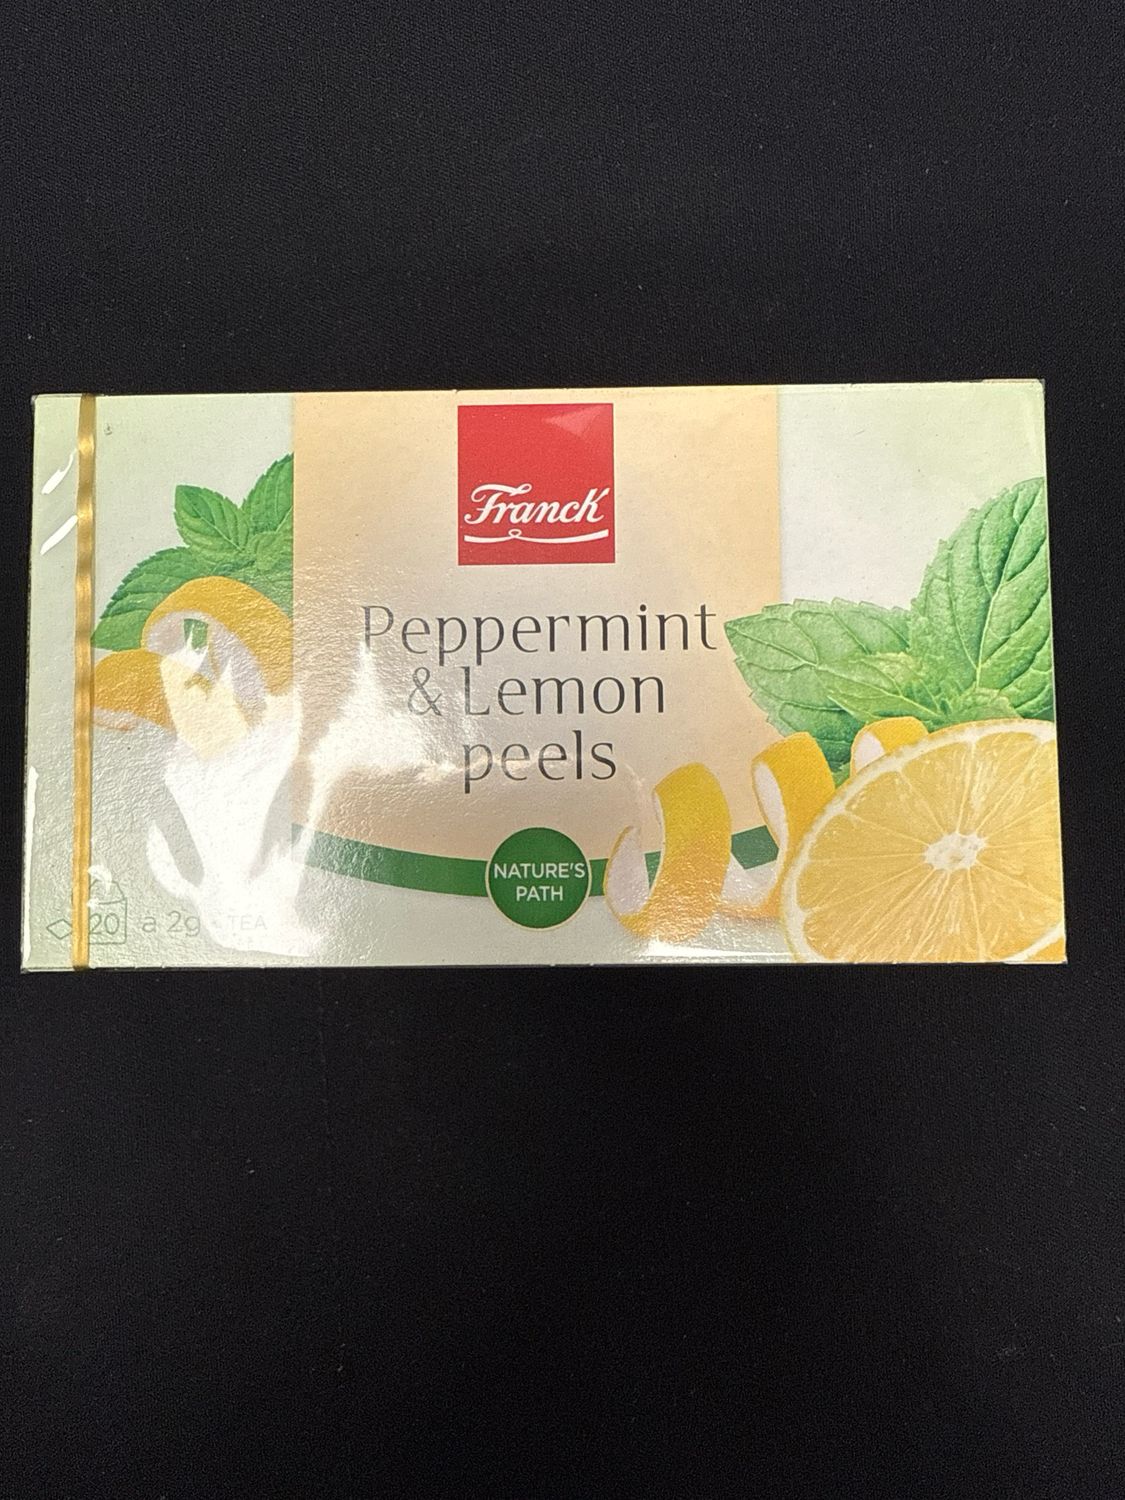 Franck
Peppermint
& Lemon
peels
NATURE'S
PATH
20 à 2g TEA